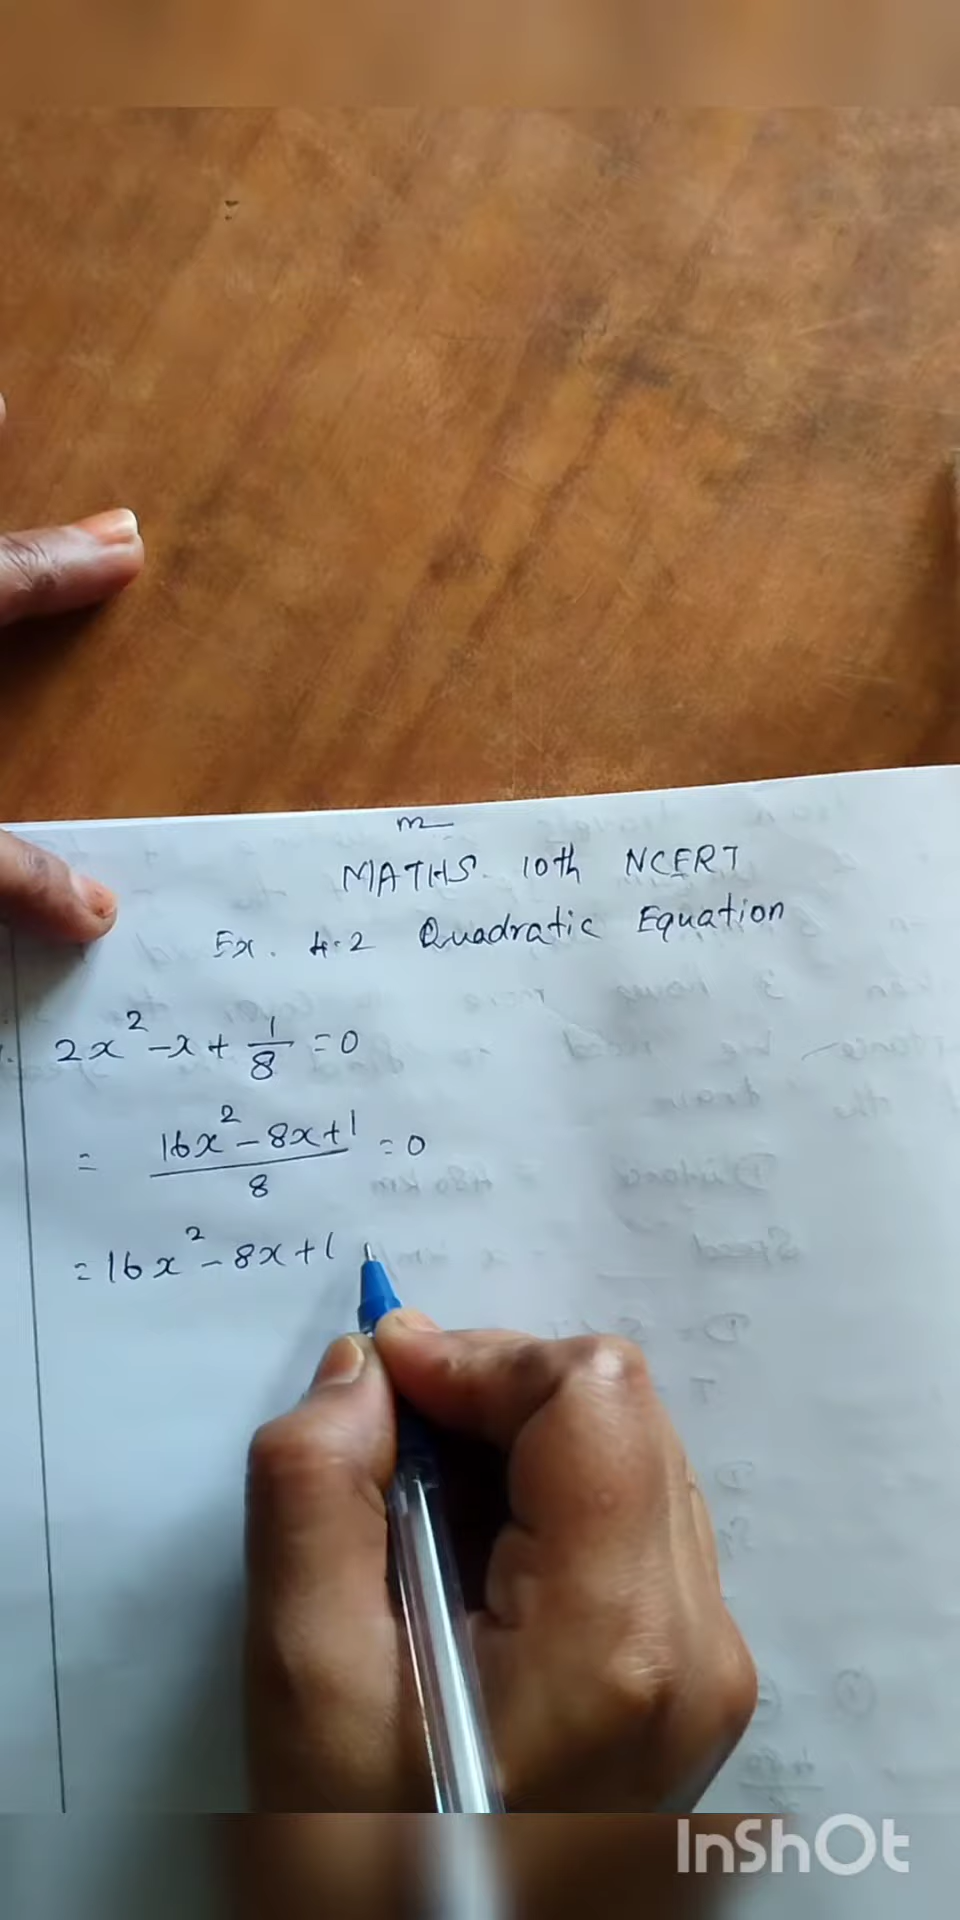 MATHS. 10th NCERT
Ex. 4.2 Quadratic Equation
2x² - x + 1/8 = 0
= 16x² - 8x + 1 / 8 = 0
= 16x² - 8x + 1
InShOt